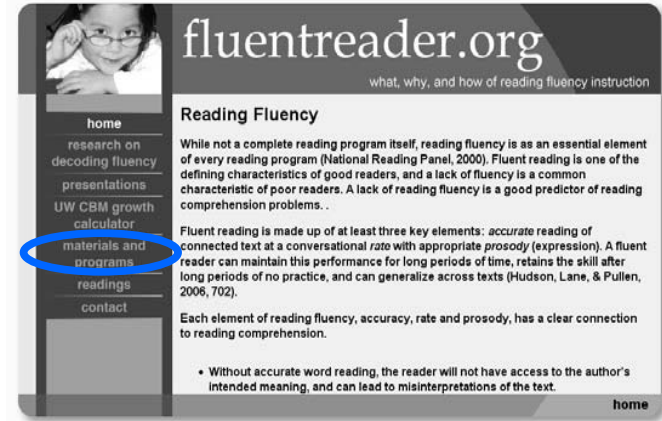 fluentreader.org
what, why, and how of reading fluency instruction
home
research on
decoding fluency
presentations
UW CBM growth
calculator
materials and
programs
readings
contact
Reading Fluency
While not a complete reading program itself, reading fluency is as an essential element
of every reading program (National Reading Panel, 2000). Fluent reading is one of the
defining characteristics of good readers, and a lack of fluency is a common
characteristic of poor readers. A lack of reading fluency is a good predictor of reading
comprehension problems. .
Fluent reading is made up of at least three key elements: accurate reading of
connected text at a conversational rate with appropriate prosody (expression). A fluent
reader can maintain this performance for long periods of time, retains the skill after
long periods of no practice, and can generalize across texts (Hudson, Lane, & Pullen,
2006, 702).
Each element of reading fluency, accuracy, rate and prosody, has a clear connection
to reading comprehension.
• Without accurate word reading, the reader will not have access to the author's
intended meaning, and can lead to misinterpretations of the text.
home